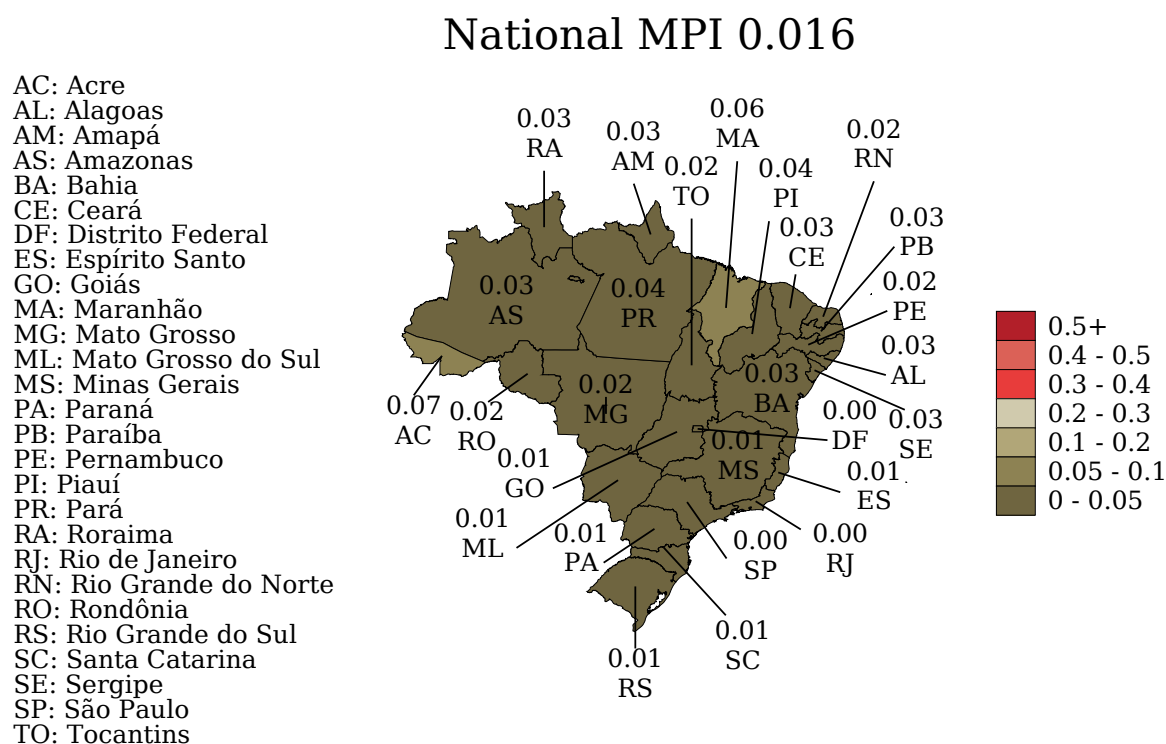 National MPI 0.016
AC: Acre
AL: Alagoas
AM: Amapá
AS: Amazonas
BA: Bahia
CE: Ceará
DF: Distrito Federal
ES: Espírito Santo
GO: Goiás
MA: Maranhão
MG: Mato Grosso
ML: Mato Grosso do Sul
MS: Minas Gerais
PA: Paraná
PB: Paraíba
PE: Pernambuco
PI: Piauí
PR: Pará
RA: Roraima
RJ: Rio de Janeiro
RN: Rio Grande do Norte
RO: Rondônia
RS: Rio Grande do Sul
SC: Santa Catarina
SE: Sergipe
SP: São Paulo
TO: Tocantins
0.03
RA
0.03
AM
0.02
TO
0.06
MA
0.04
PI
0.03
CE
0.02
RN
0.03
PB
0.02
PE
0.03
AL
0.03
SE
0.03
AS
0.04
PR
0.02
MG
0.03
BA
0.00
DF
0.01
MS
0.01
ES
0.07
AC
0.02
RO
0.01
GO
0.01
ML
0.01
PA
0.00
SP
0.00
RJ
0.01
SC
0.01
RS
0.5+
0.4 - 0.5
0.3 - 0.4
0.2 - 0.3
0.1 - 0.2
0.05 - 0.1
0 - 0.05